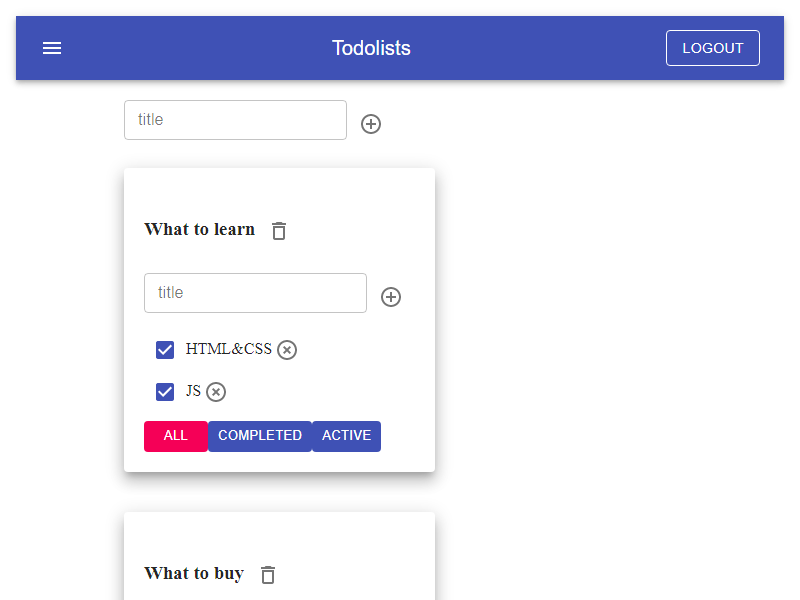 Todolists
LOGOUT
title
What to learn
title
HTML&CSS
JS
ALL COMPLETED ACTIVE
What to buy